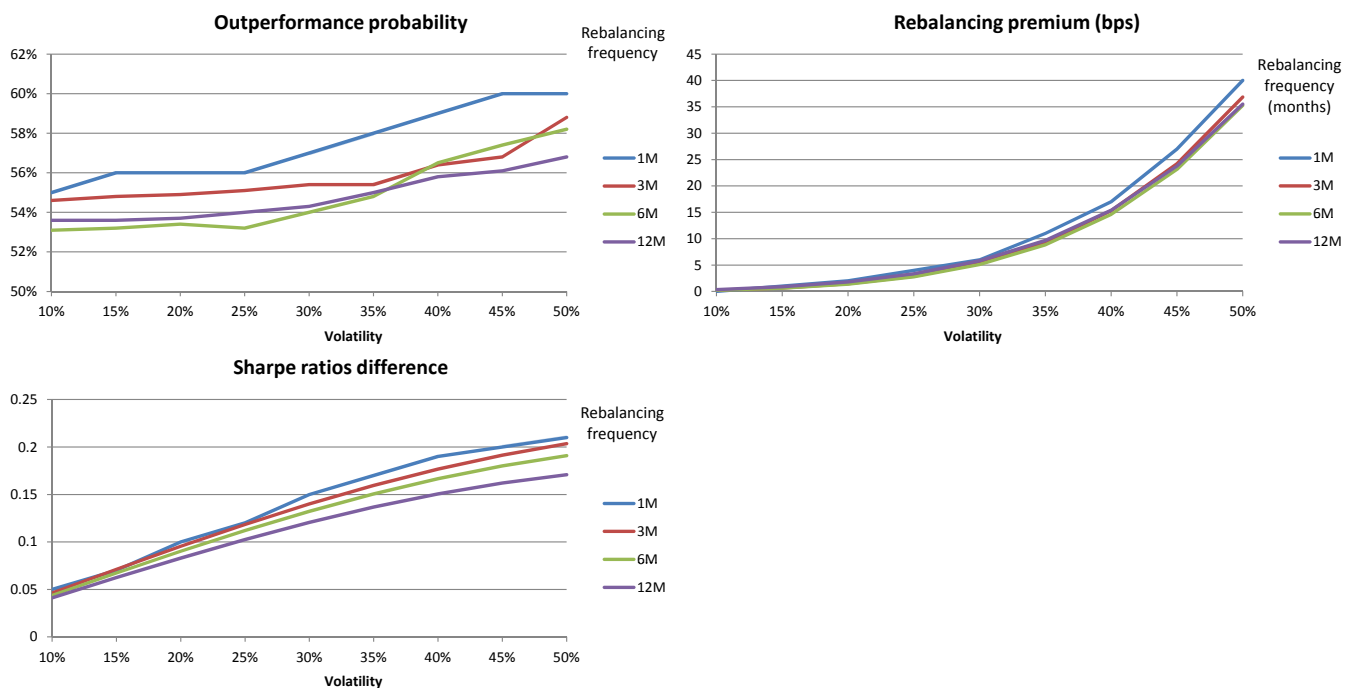 Outperformance probability
Rebalancing
frequency
62%
60%
58%
56%
54%
52%
50%
10% 15% 20% 25% 30% 35% 40% 45% 50%
Volatility
1M
3M
6M
12M
Rebalancing premium (bps)
Rebalancing
frequency
(months)
45
40
35
30
25
20
15
10
5
0
10% 15% 20% 25% 30% 35% 40% 45% 50%
Volatility
1M
3M
6M
12M
Sharpe ratios difference
Rebalancing
frequency
0.25
0.2
0.15
0.1
0.05
0
10% 15% 20% 25% 30% 35% 40% 45% 50%
Volatility
1M
3M
6M
12M